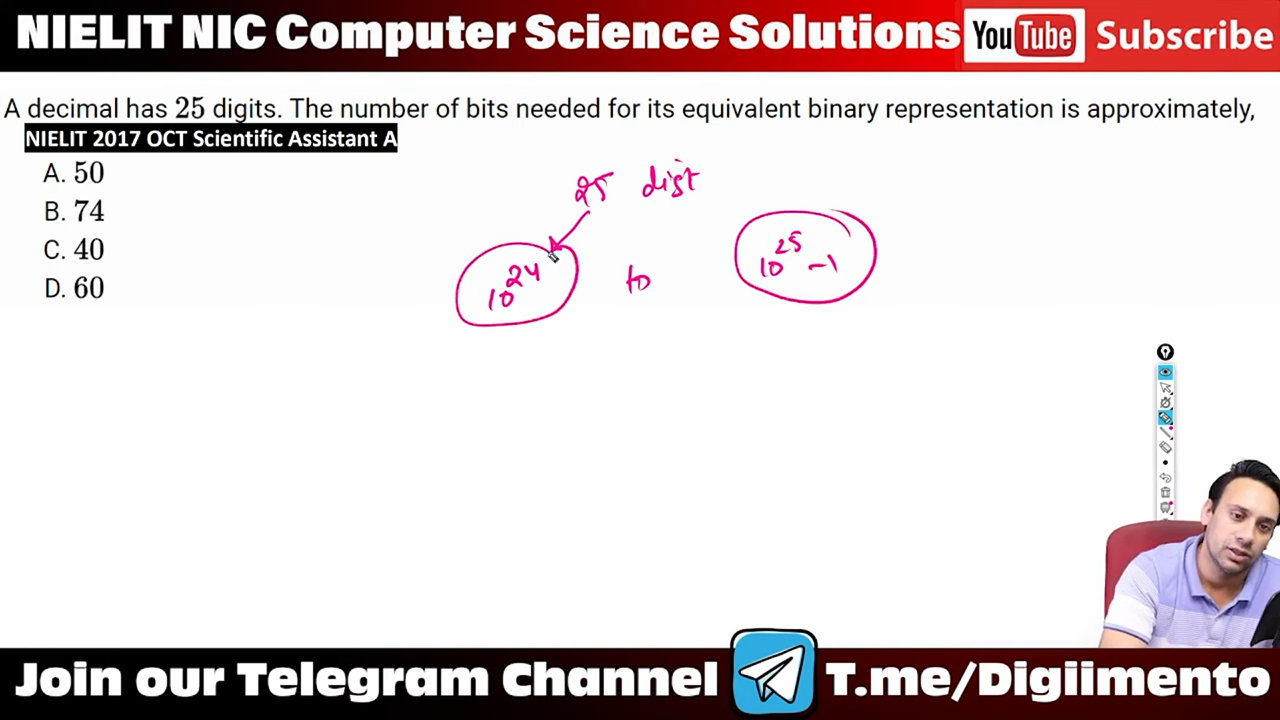 NIELIT NIC Computer Science Solutions YouTube Subscribe
A decimal has 25 digits. The number of bits needed for its equivalent binary representation is approximately,
NIELIT 2017 OCT Scientific Assistant A
A. 50
B. 74
C. 40
D. 60
25 digit
10^24 to 10^25 -1
Join our Telegram Channel T.me/Digiimento